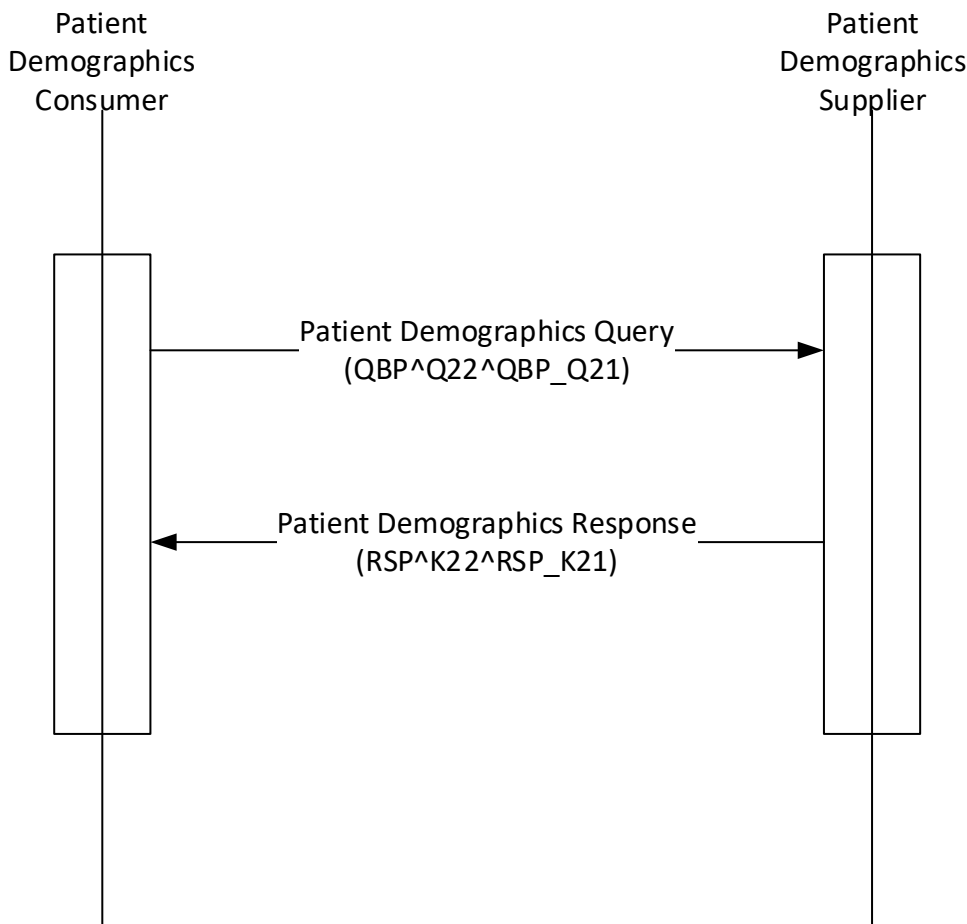 Patient
Demographics
Consumer
Patient
Demographics
Supplier
Patient Demographics Query
(QBP^Q22^QBP_Q21)
Patient Demographics Response
(RSP^K22^RSP_K21)